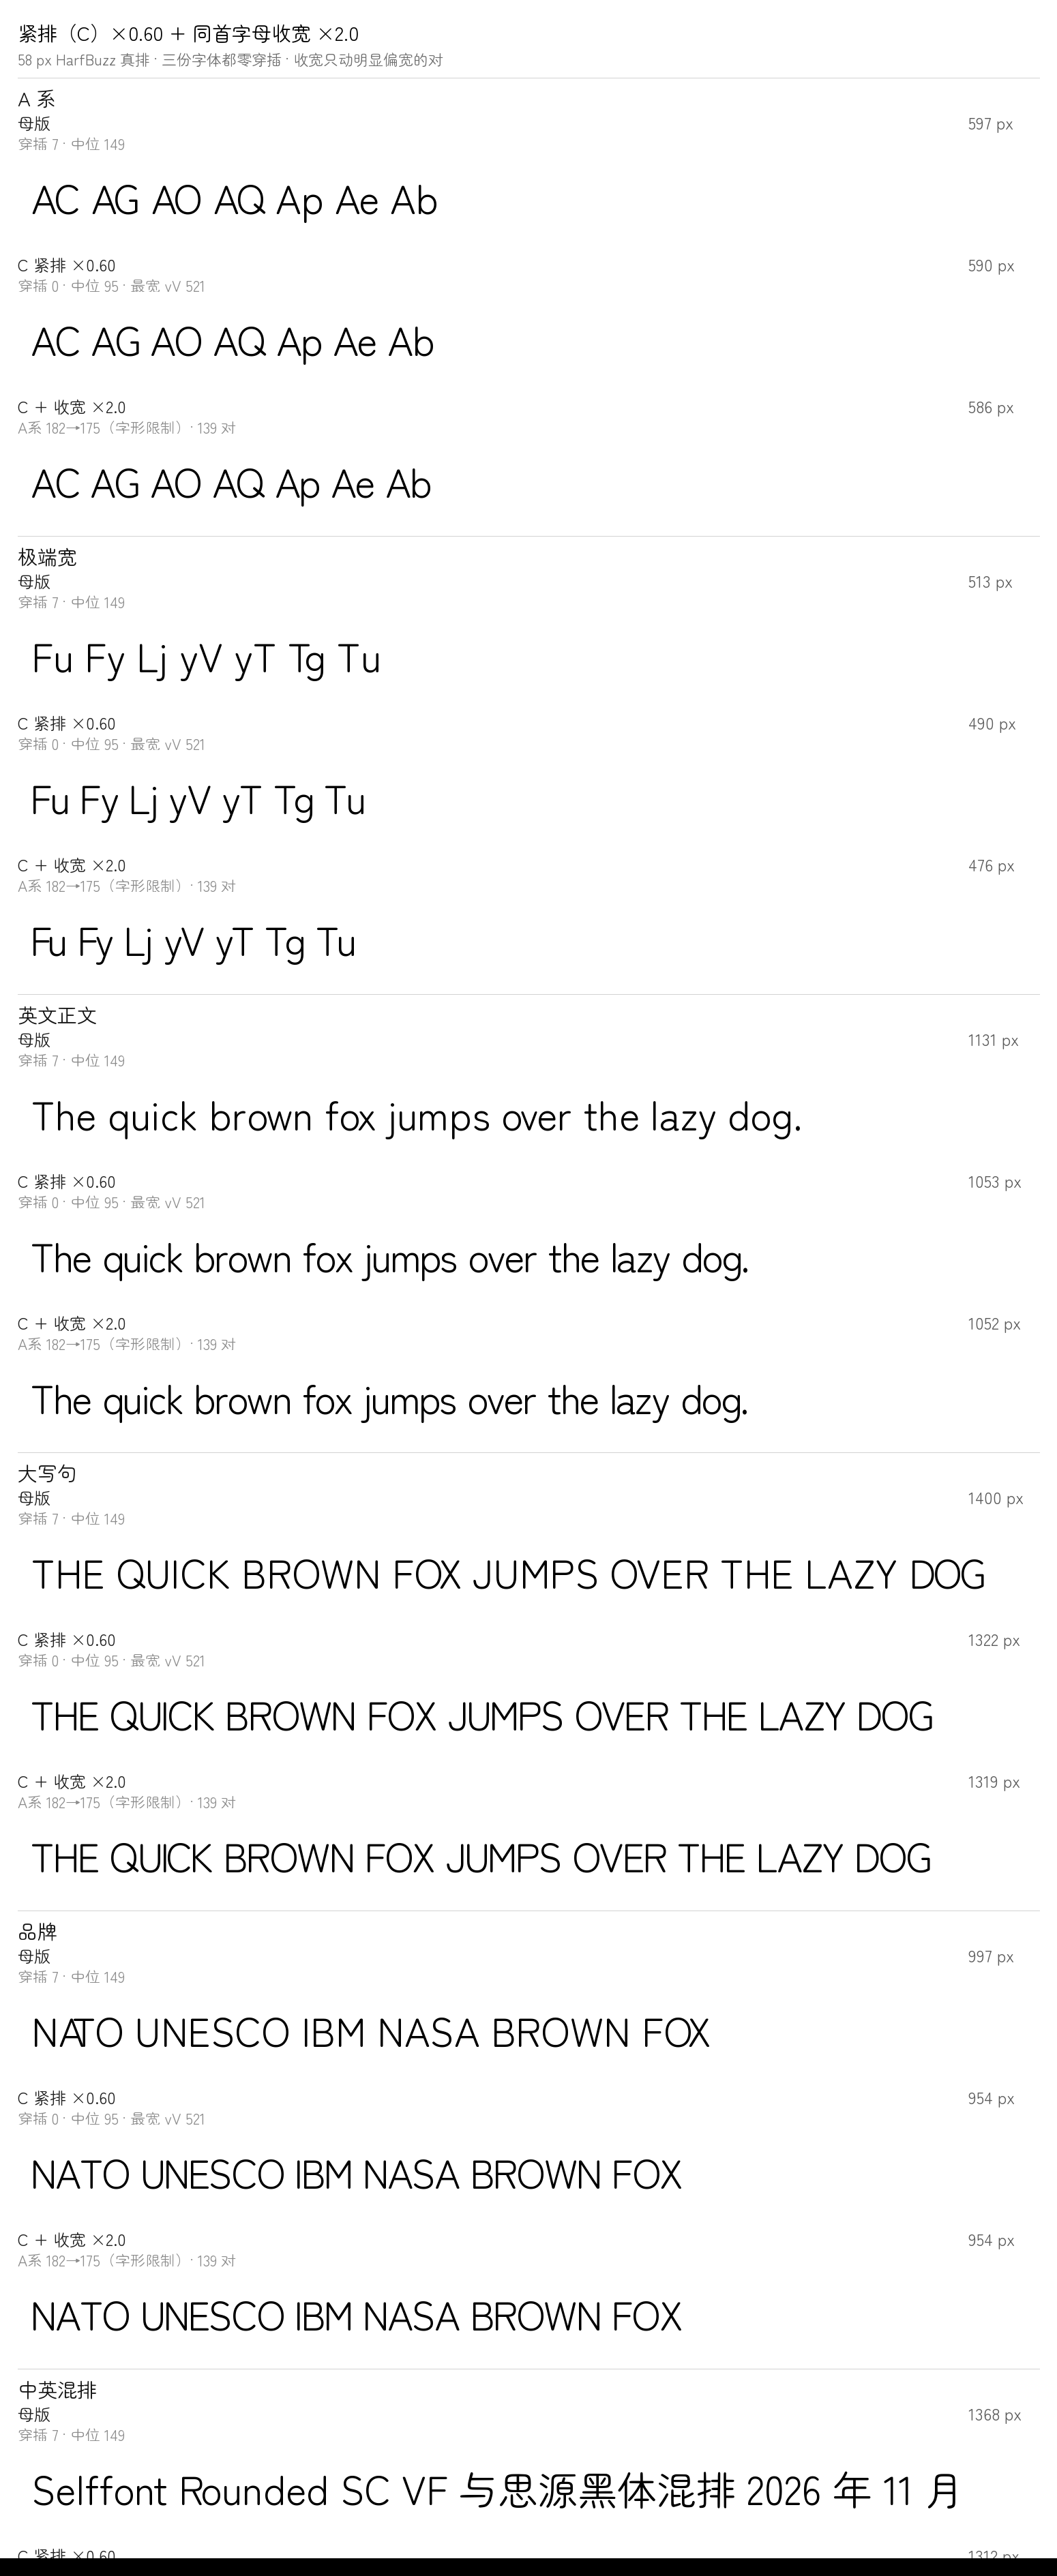 紧排（C）×0.60 + 同首字母收宽 ×2.0
58 px HarfBuzz 真排 · 三份字体都零穿插 · 收宽只动明显偏宽的对
A 系
母版
597 px
穿插 7 · 中位 149
AC AG AO AQ Ap Ae Ab
C 紧排 ×0.60
590 px
穿插 0 · 中位 95 · 最宽 vV 521
AC AG AO AQ Ap Ae Ab
C + 收宽 ×2.0
586 px
A系 182→175（字形限制）· 139 对
AC AG AO AQ Ap Ae Ab
极端宽
母版
513 px
穿插 7 · 中位 149
Fu Fy Lj yV yT Tg Tu
C 紧排 ×0.60
490 px
穿插 0 · 中位 95 · 最宽 vV 521
Fu Fy Lj yV yT Tg Tu
C + 收宽 ×2.0
476 px
A系 182→175（字形限制）· 139 对
Fu Fy Lj yV yT Tg Tu
英文正文
母版
1131 px
穿插 7 · 中位 149
The quick brown fox jumps over the lazy dog.
C 紧排 ×0.60
1053 px
穿插 0 · 中位 95 · 最宽 vV 521
The quick brown fox jumps over the lazy dog.
C + 收宽 ×2.0
1052 px
A系 182→175（字形限制）· 139 对
The quick brown fox jumps over the lazy dog.
大写句
母版
1400 px
穿插 7 · 中位 149
THE QUICK BROWN FOX JUMPS OVER THE LAZY DOG
C 紧排 ×0.60
1322 px
穿插 0 · 中位 95 · 最宽 vV 521
THE QUICK BROWN FOX JUMPS OVER THE LAZY DOG
C + 收宽 ×2.0
1319 px
A系 182→175（字形限制）· 139 对
THE QUICK BROWN FOX JUMPS OVER THE LAZY DOG
品牌
母版
997 px
穿插 7 · 中位 149
NATO UNESCO IBM NASA BROWN FOX
C 紧排 ×0.60
954 px
穿插 0 · 中位 95 · 最宽 vV 521
NATO UNESCO IBM NASA BROWN FOX
C + 收宽 ×2.0
954 px
A系 182→175（字形限制）· 139 对
NATO UNESCO IBM NASA BROWN FOX
中英混排
母版
1368 px
穿插 7 · 中位 149
Selffont Rounded SC VF 与思源黑体混排 2026 年 11 月
C 紧排 ×0.60
1312 px